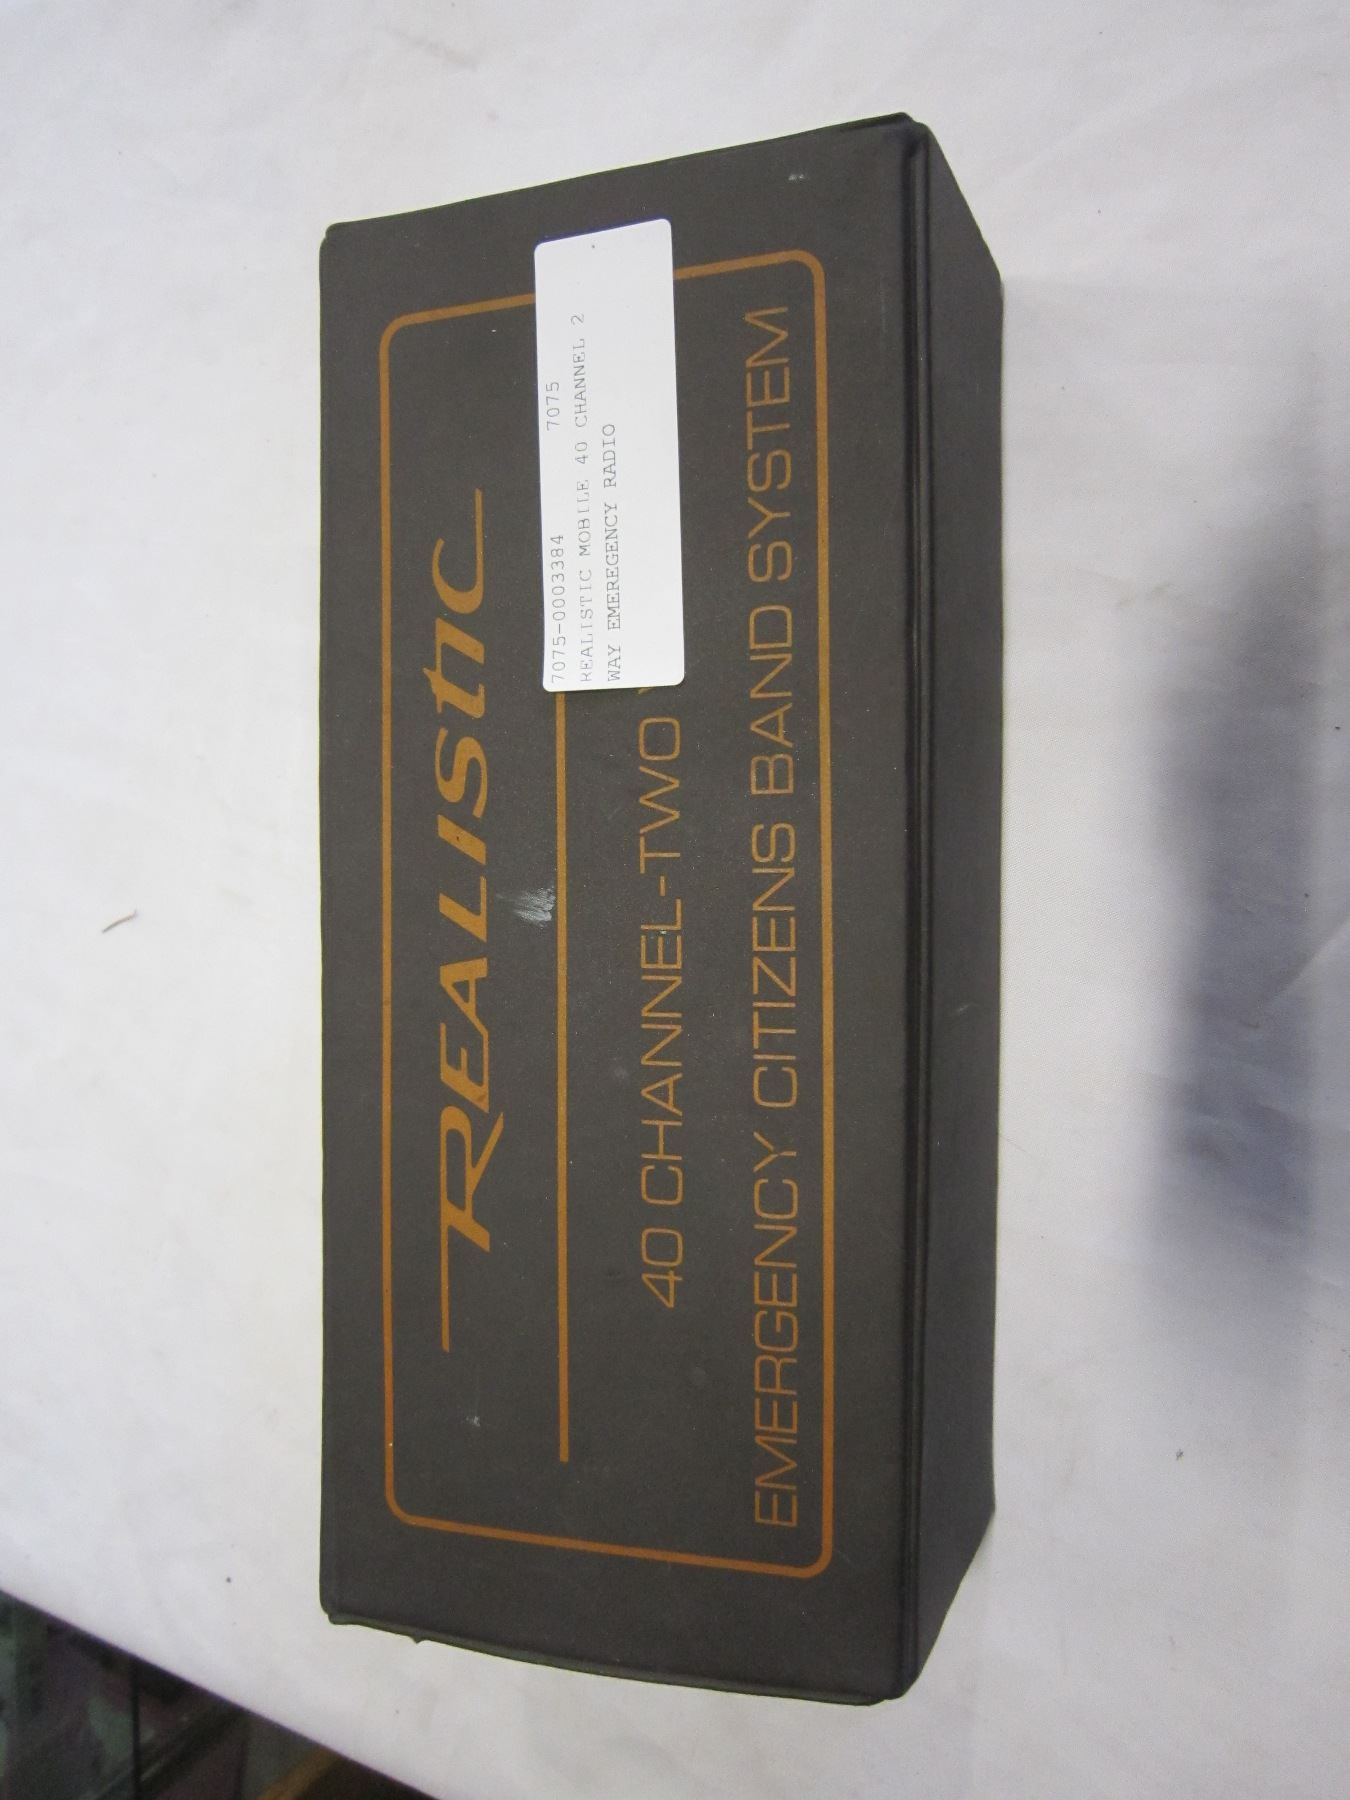 REALISTIC
7075-0003384 7075
REALISTIC MOBILE 40 CHANNEL 2
WAY EMEREGENCY RADIO
40 CHANNEL-TWO
EMERGENCY CITIZENS BAND SYSTEM